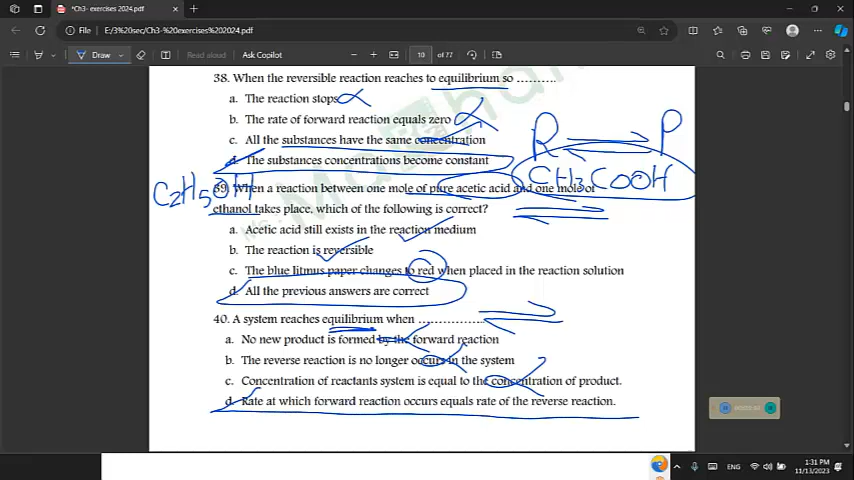 *Ch3- exercises 2024.pdf
File
E:/3 sec/Ch3-%20exercises%202024.pdf
Draw
Read aloud
Ask Copilot
10 of 77
38. When the reversible reaction reaches to equilibrium so ..........
a. The reaction stops
b. The rate of forward reaction equals zero
c. All the substances have the same concentration
d. The substances concentrations become constant
R P
CH3COOH
C2H5OH
39. When a reaction between one mole of pure acetic acid and one mole of
ethanol takes place, which of the following is correct?
a. Acetic acid still exists in the reaction medium
b. The reaction is reversible
c. The blue litmus paper changes to red when placed in the reaction solution
d. All the previous answers are correct
40. A system reaches equilibrium when ....................
a. No new product is formed by the forward reaction
b. The reverse reaction is no longer occurs in the system
c. Concentration of reactants system is equal to the concentration of product.
d. Rate at which forward reaction occurs equals rate of the reverse reaction.
ENG
1:31 PM
11/13/2023